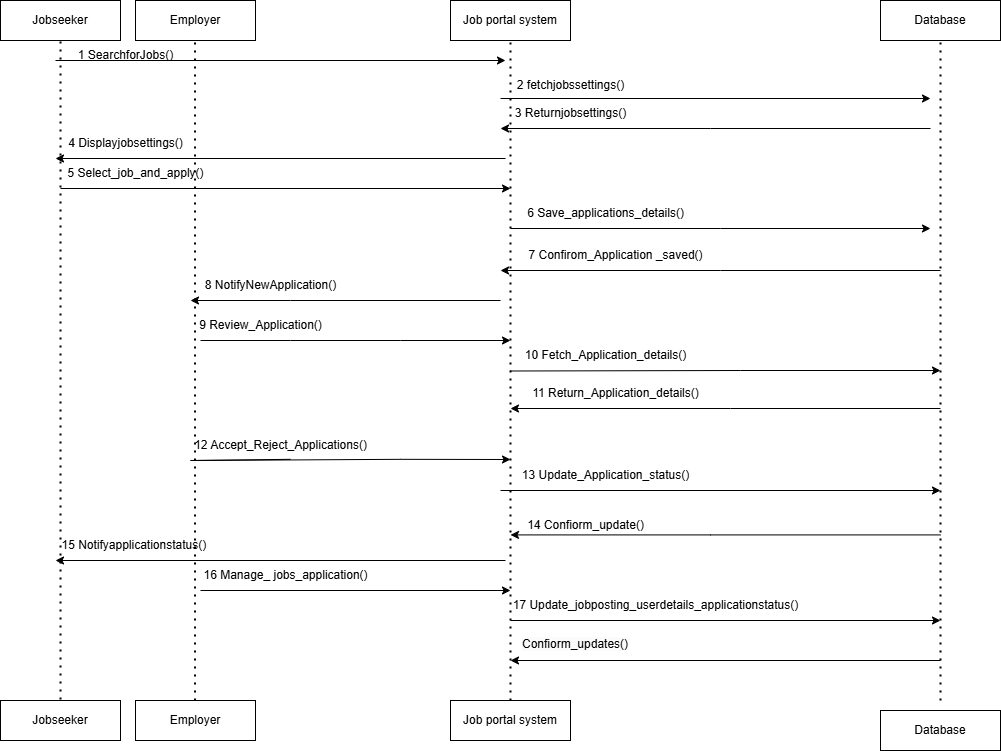 Jobseeker
Employer
Job portal system
Database
1 SearchforJobs()
2 fetchjobssettings()
3 Returnjobsettings()
4 Displayjobsettings()
5 Select_job_and_apply()
6 Save_applications_details()
7 Confirom_Application _saved()
8 NotifyNewApplication()
9 Review_Application()
10 Fetch_Application_details()
11 Return_Application_details()
12 Accept_Reject_Applications()
13 Update_Application_status()
14 Confiorm_update()
15 Notifyapplicationstatus()
16 Manage_ jobs_application()
17 Update_jobposting_userdetails_applicationstatus()
Confiorm_updates()
Jobseeker
Employer
Job portal system
Database